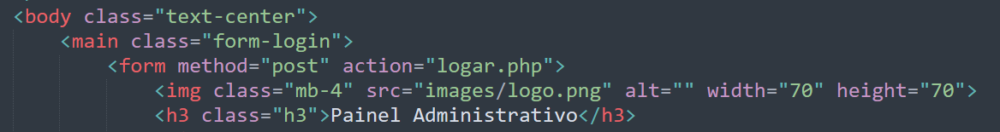 <body class="text-center">
<main class="form-login">
<form method="post" action="logar.php">
<img class="mb-4" src="images/logo.png" alt="" width="70" height="70">
<h3 class="h3">Painel Administrativo</h3>